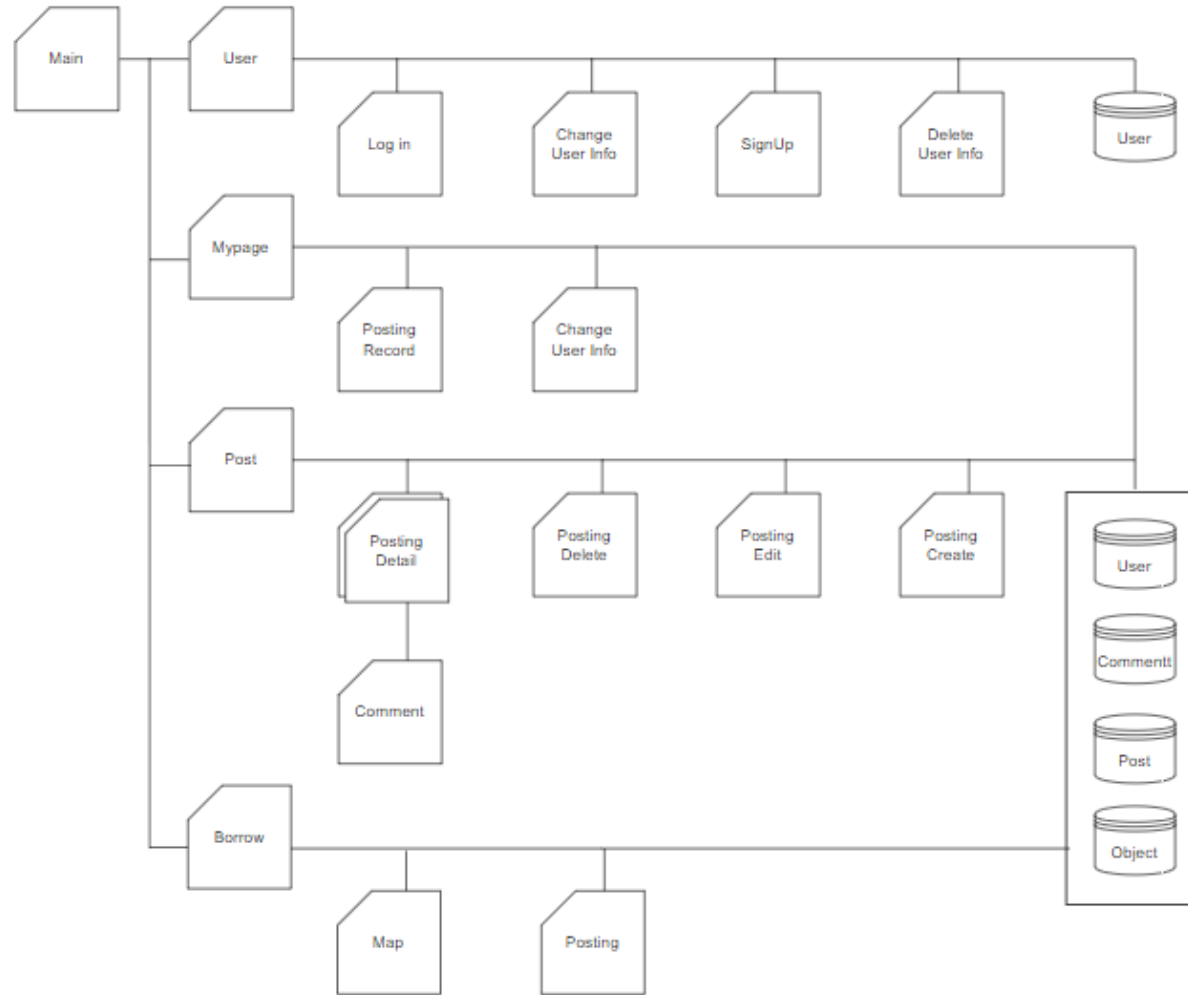 Main
User
Log in
Change
User Info
SignUp
Delete
User Info
User
Mypage
Posting
Record
Change
User Info
Post
Posting
Detail
Posting
Delete
Posting
Edit
Posting
Create
Comment
User
Commentt
Post
Object
Borrow
Map
Posting